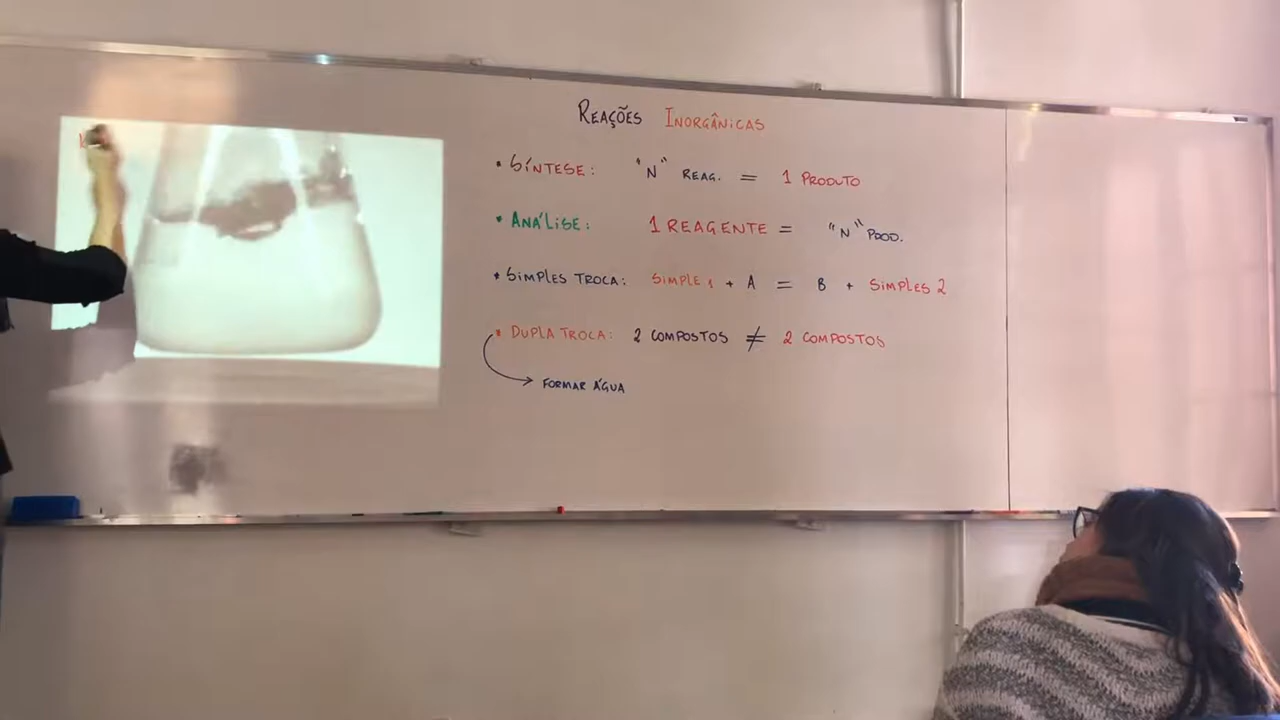 REAÇÕES INORGÂNICAS
• SÍNTESE: "N" REAG. = 1 PRODUTO
• ANÁLISE: 1 REAGENTE = "N" PROD.
• SIMPLES TROCA: SIMPLE 1 + A = B + SIMPLES 2
• DUPLA TROCA: 2 COMPOSTOS ≠ 2 COMPOSTOS
FORMAR ÁGUA